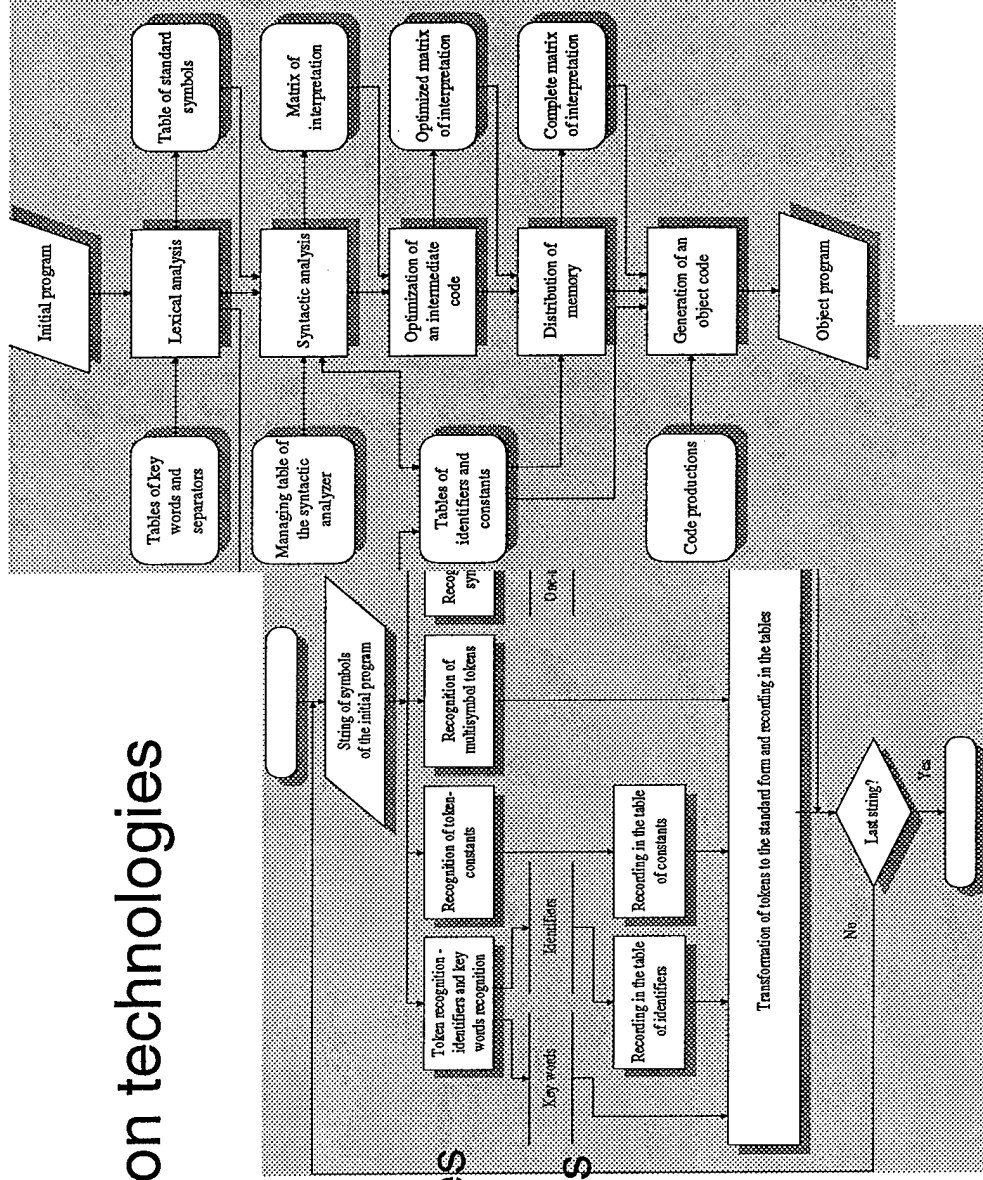 on technologies
es
s
Initial program
Tables of key
words and
separators
Lexical analysis
Table of standard
symbols
Managing table of
the syntactic
analyzer
Syntactic analysis
Matrix of
interpretation
Tables of
identifiers and
constants
Optimization of
an intermediate
code
Optimized matrix
of interpretation
Distribution of
memory
Complete matrix
of interpretation
Code productions
Generation of an
object code
Object program
String of symbols
of the initial program
Token recognition -
identifiers and key
words recognition
Recognition of token-
constants
Recognition of
multisymbol tokens
Recog
syn
Key words
Identifiers
One-s
Recording in the table
of identifiers
Recording in the table
of constants
Transformation of tokens to the standard form and recording in the tables
Last string?
No
Yes